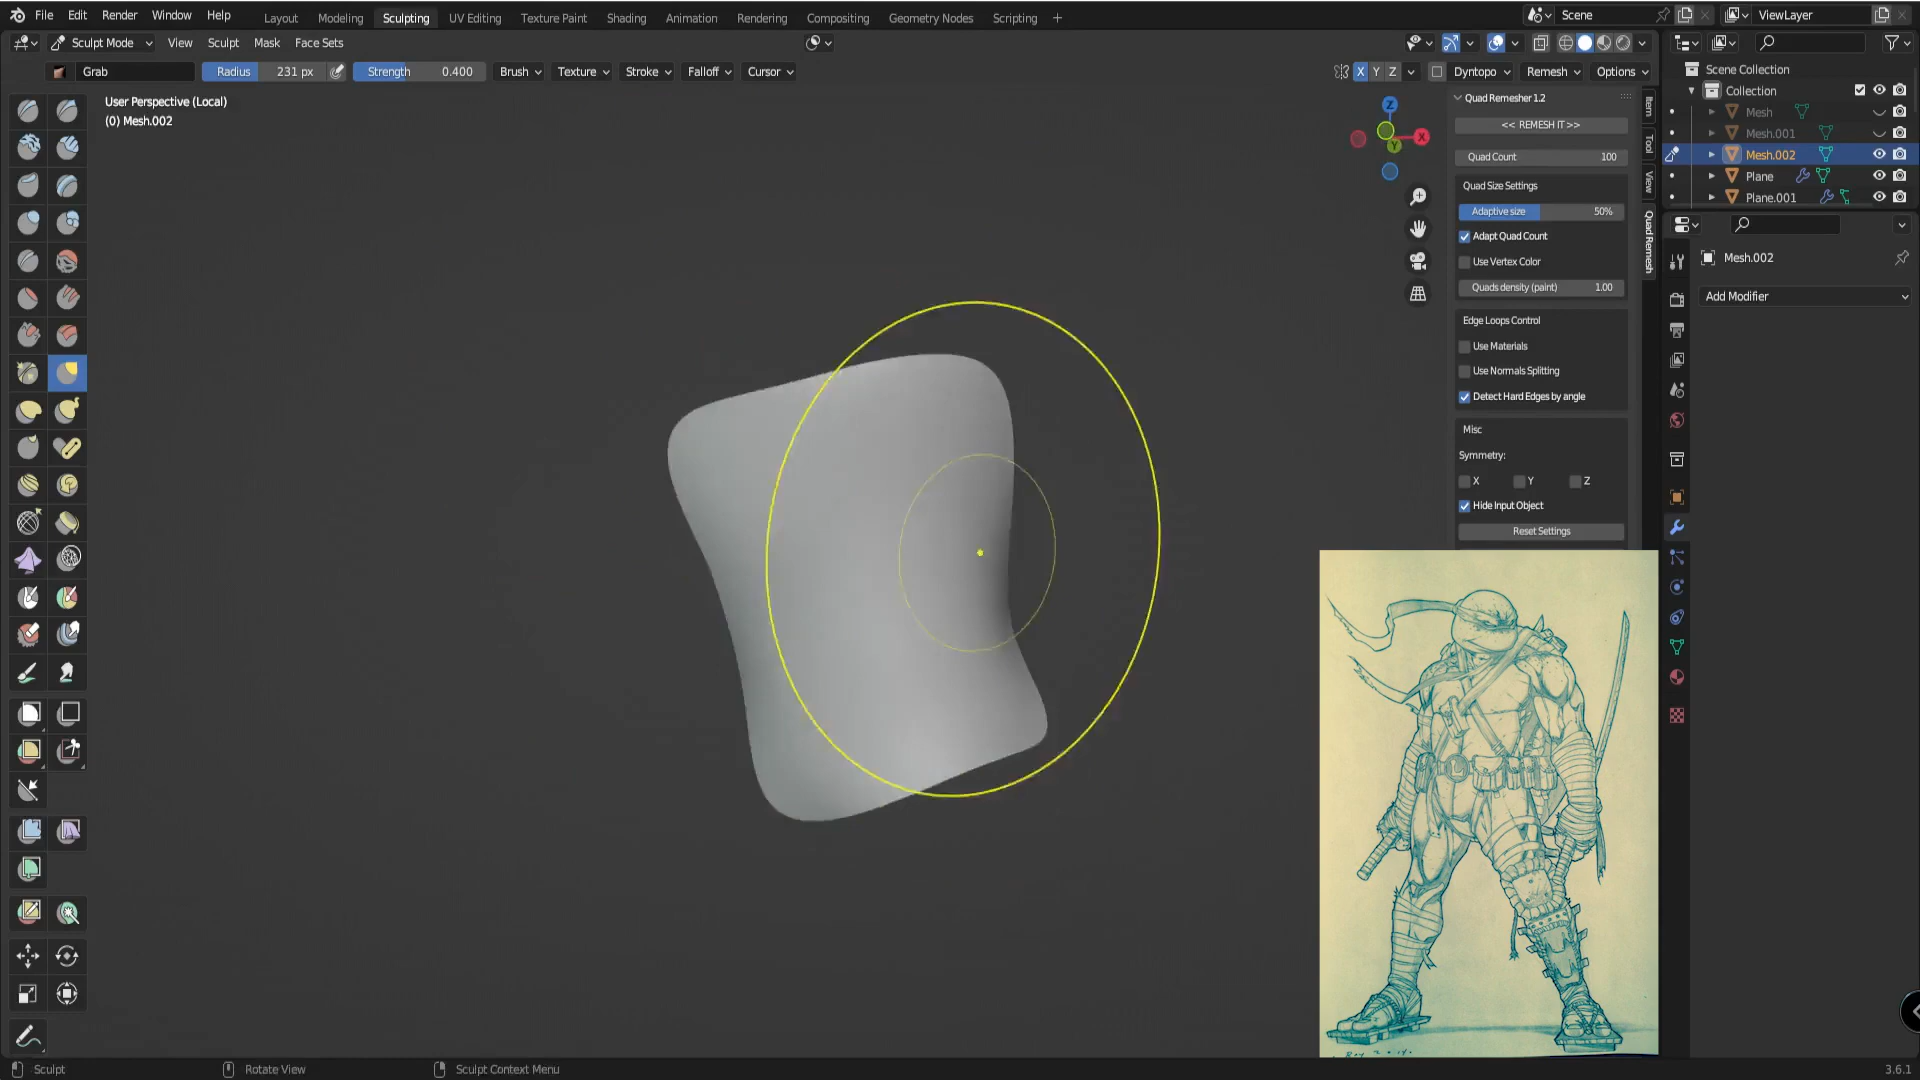 File Edit Render Window Help Layout Modeling Sculpting UV Editing Texture Paint Shading Animation Rendering Compositing Geometry Nodes Scripting + Scene ViewLayer
Sculpt Mode View Sculpt Mask Face Sets
Grab Radius 231 px Strength 0.400 Brush Texture Stroke Falloff Cursor X Y Z Dyntopo Remesh Options
User Perspective (Local)
(0) Mesh.002
Z
X
Y
Quad Remesher 1.2
<< REMESH IT >>
Quad Count 100
Quad Size Settings
Adaptive size 50%
Adapt Quad Count
Use Vertex Color
Quads density (paint) 1.00
Edge Loops Control
Use Materials
Use Normals Splitting
Detect Hard Edges by angle
Misc
Symmetry:
X Y Z
Hide Input Object
Reset Settings
Item
Tool
View
Quad Remesh
Scene Collection
Collection
Mesh
Mesh.001
Mesh.002
Plane
Plane.001
Mesh.002
Add Modifier
Sculpt Rotate View Sculpt Context Menu 3.6.1